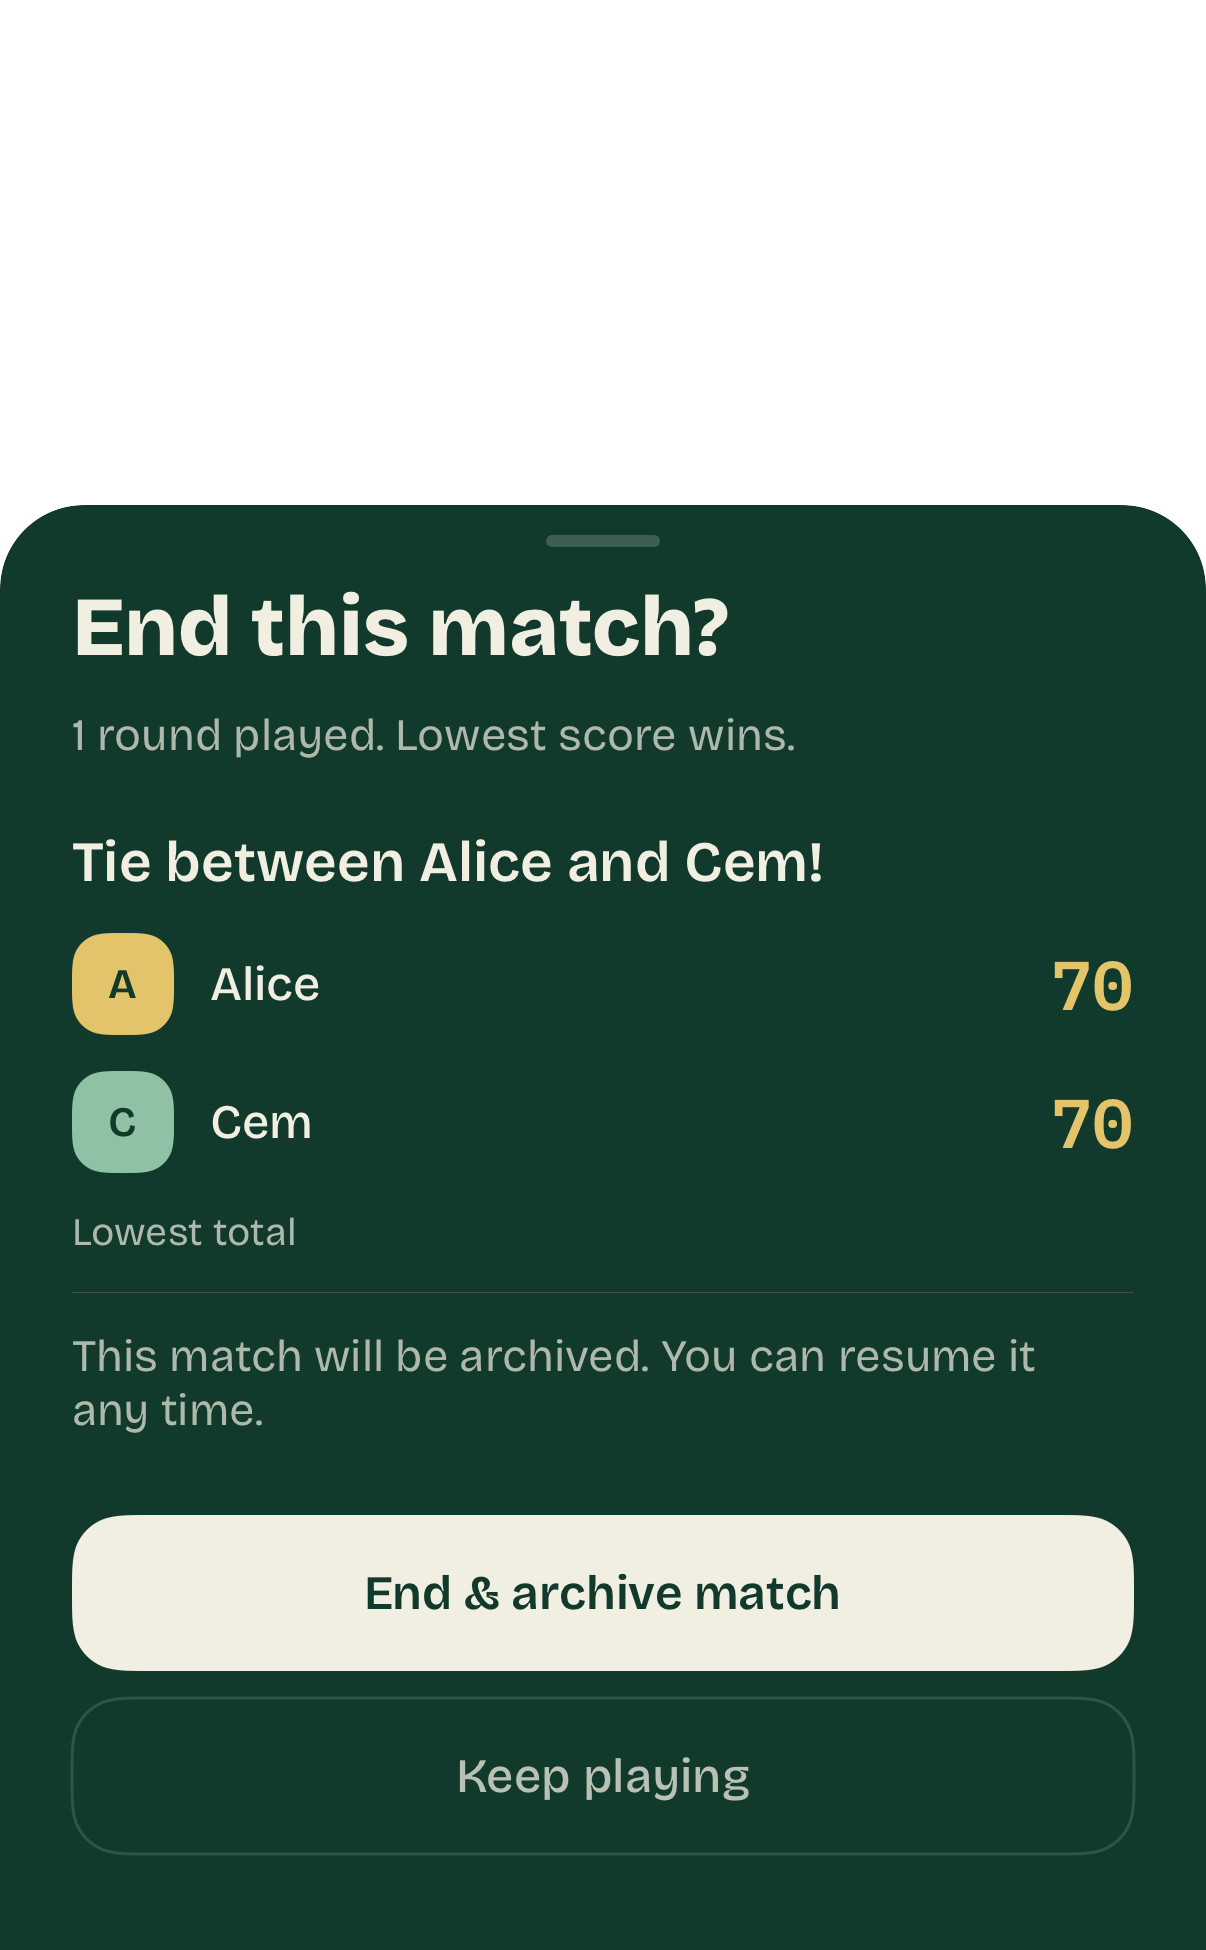 End this match?
1 round played. Lowest score wins.
Tie between Alice and Cem!
A Alice 70
C Cem 70
Lowest total
This match will be archived. You can resume it
any time.
End & archive match
Keep playing